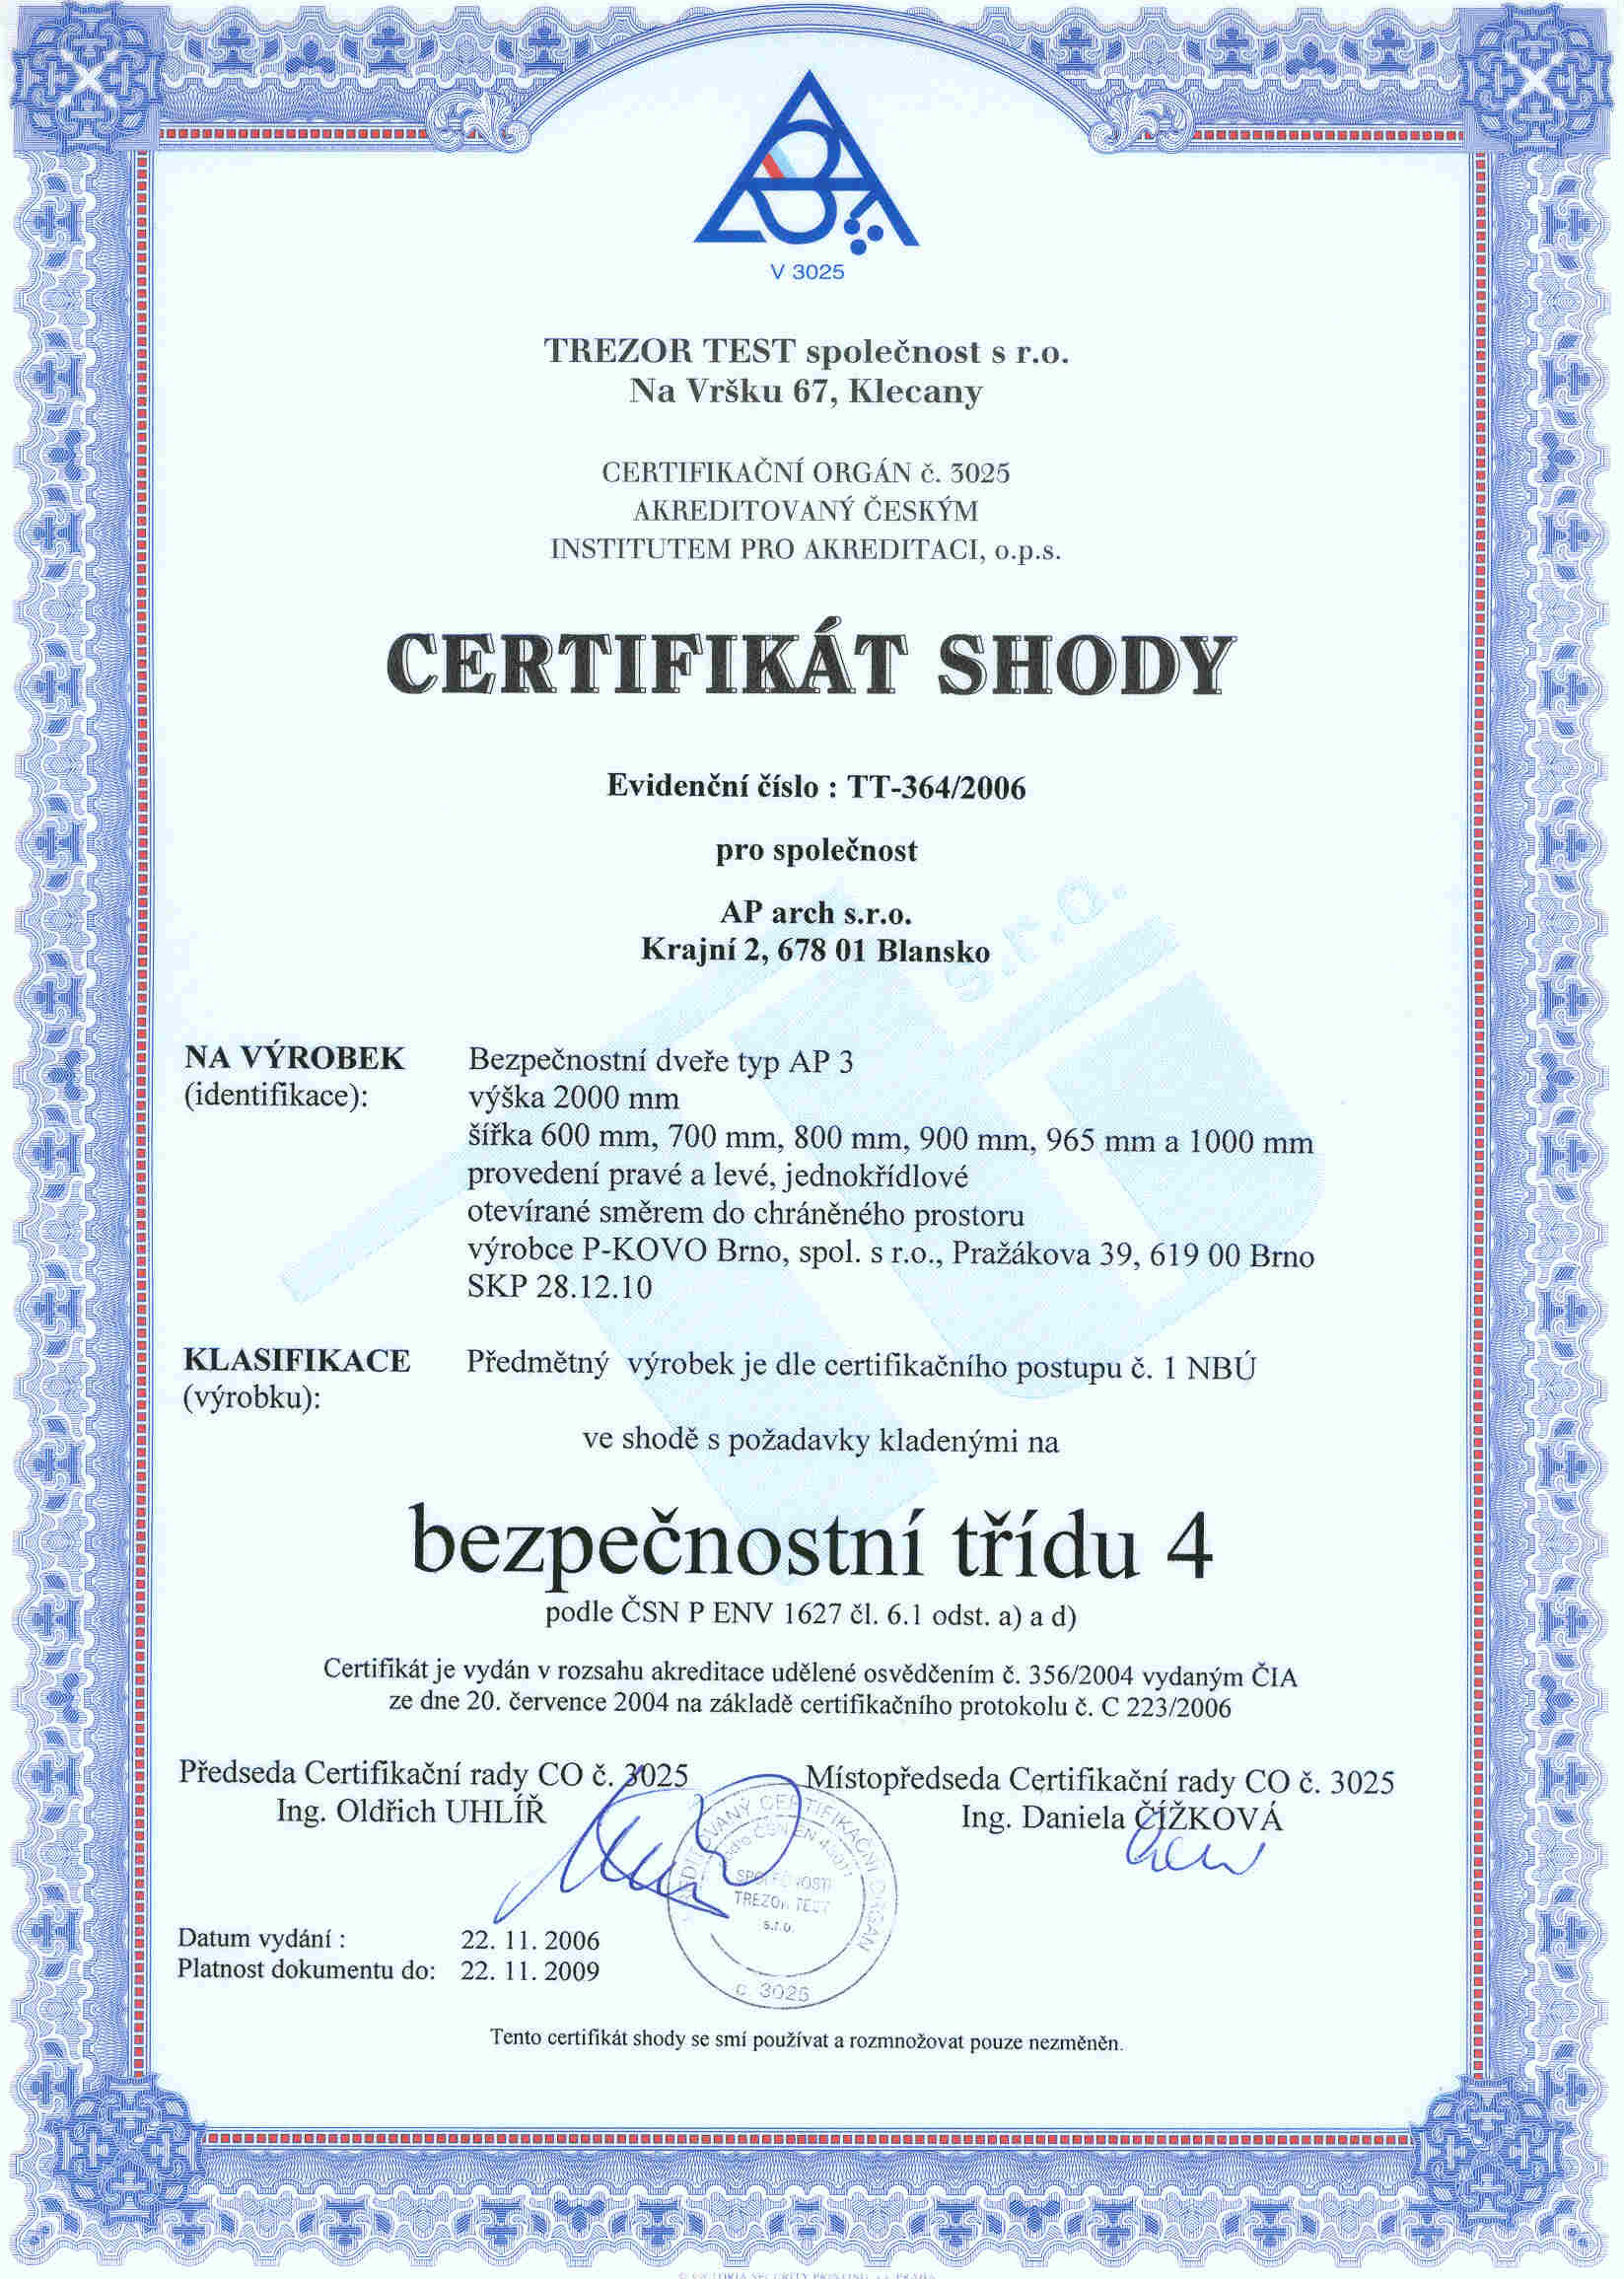 V 3025
TREZOR TEST společnost s r.o.
Na Vršku 67, Klecany
CERTIFIKAČNÍ ORGÁN č. 3025
AKREDITOVANÝ ČESKÝM
INSTITUTEM PRO AKREDITACI, o.p.s.
CERTIFIKÁT SHODY
Evidenční číslo : TT-364/2006
pro společnost
AP arch s.r.o.
Krajní 2, 678 01 Blansko
s.r.o.
NA VÝROBEK Bezpečnostní dveře typ AP 3
(identifikace): výška 2000 mm
šířka 600 mm, 700 mm, 800 mm, 900 mm, 965 mm a 1000 mm
provedení pravé a levé, jednokřídlové
otevírané směrem do chráněného prostoru
výrobce P-KOVO Brno, spol. s r.o., Pražákova 39, 619 00 Brno
SKP 28.12.10
KLASIFIKACE Předmětný výrobek je dle certifikačního postupu č. 1 NBÚ
(výrobku):
ve shodě s požadavky kladenými na
bezpečnostní třídu 4
podle ČSN P ENV 1627 čl. 6.1 odst. a) a d)
Certifikát je vydán v rozsahu akreditace udělené osvědčením č. 356/2004 vydaným ČIA
ze dne 20. července 2004 na základě certifikačního protokolu č. C 223/2006
Předseda Certifikační rady CO č. 3025 Místopředseda Certifikační rady CO č. 3025
Ing. Oldřich UHLÍŘ Ing. Daniela ČÍŽKOVÁ
CERTIFIKAČNÍ ORGÁN
SPOLEČNOSTI
TREZOR TEST
s.r.o.
č. 3025
Datum vydání : 22. 11. 2006
Platnost dokumentu do: 22. 11. 2009
Tento certifikát shody se smí používat a rozmnožovat pouze nezměněn.